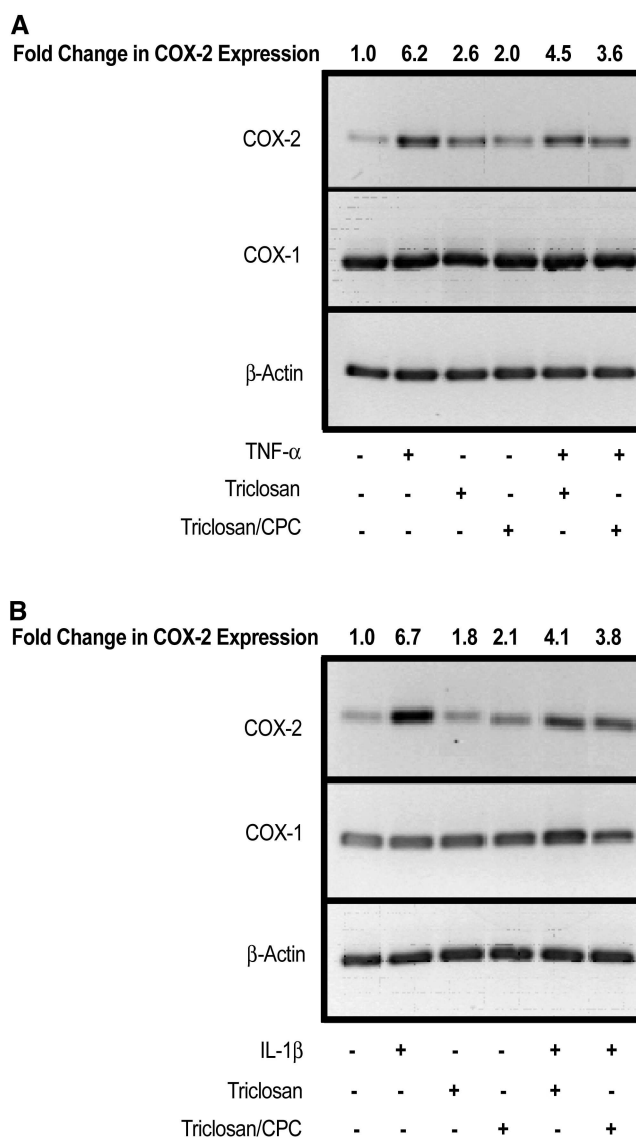 A
Fold Change in COX-2 Expression 1.0 6.2 2.6 2.0 4.5 3.6
COX-2
COX-1
β-Actin
TNF-α - + - - + +
Triclosan - - + - + -
Triclosan/CPC - - - + - +
B
Fold Change in COX-2 Expression 1.0 6.7 1.8 2.1 4.1 3.8
COX-2
COX-1
β-Actin
IL-1β - + - - + +
Triclosan - - + - + -
Triclosan/CPC - - - + - +